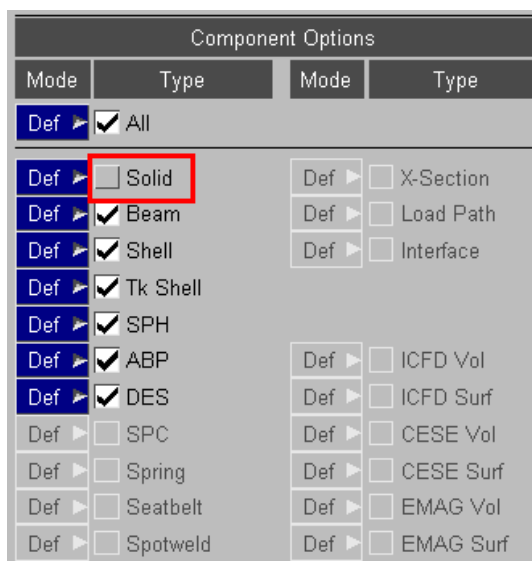 Component Options
Mode Type Mode Type
Def All
Def Solid Def X-Section
Def Beam Def Load Path
Def Shell Def Interface
Def Tk Shell
Def SPH
Def ABP Def ICFD Vol
Def DES Def ICFD Surf
Def SPC Def CESE Vol
Def Spring Def CESE Surf
Def Seatbelt Def EMAG Vol
Def Spotweld Def EMAG Surf